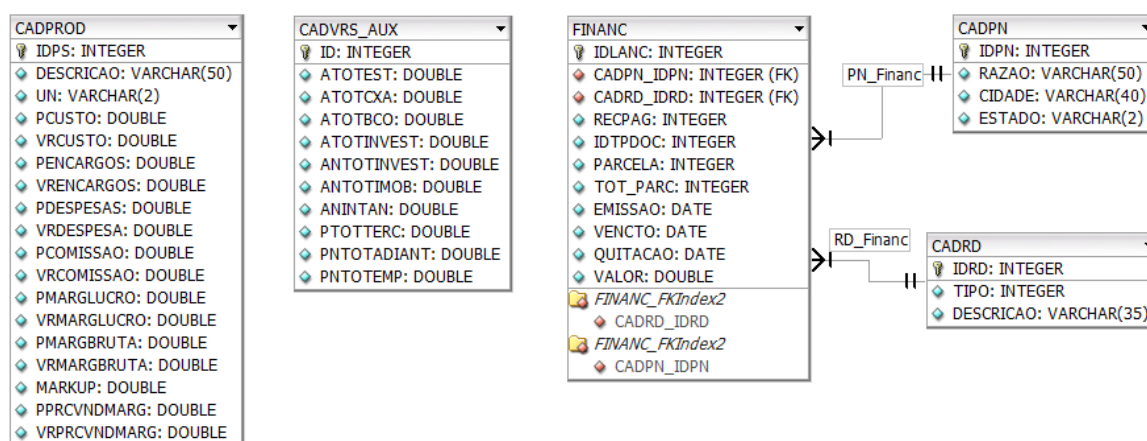 CADPROD
IDPS: INTEGER
DESCRICAO: VARCHAR(50)
UN: VARCHAR(2)
PCUSTO: DOUBLE
VRCUSTO: DOUBLE
PENCARGOS: DOUBLE
VRENCARGOS: DOUBLE
PDESPESAS: DOUBLE
VRDESPESA: DOUBLE
PCOMISSAO: DOUBLE
VRCOMISSAO: DOUBLE
PMARGLUCRO: DOUBLE
VRMARGLUCRO: DOUBLE
PMARGBRUTA: DOUBLE
VRMARGBRUTA: DOUBLE
MARKUP: DOUBLE
PPRCVNDMARG: DOUBLE
VRPRCVNDMARG: DOUBLE
CADVRS_AUX
ID: INTEGER
ATOTEST: DOUBLE
ATOTCXA: DOUBLE
ATOTBCO: DOUBLE
ATOTINVEST: DOUBLE
ANTOTINVEST: DOUBLE
ANTOTIMOB: DOUBLE
ANINTAN: DOUBLE
PTOTTERC: DOUBLE
PNTOTADIANT: DOUBLE
PNTOTEMP: DOUBLE
FINANC
IDLANC: INTEGER
CADPN_IDPN: INTEGER (FK)
CADRD_IDRD: INTEGER (FK)
RECPAG: INTEGER
IDTPDOC: INTEGER
PARCELA: INTEGER
TOT_PARC: INTEGER
EMISSAO: DATE
VENCTO: DATE
QUITACAO: DATE
VALOR: DOUBLE
FINANC_FKIndex2
CADRD_IDRD
FINANC_FKIndex2
CADPN_IDPN
PN_Financ
RD_Financ
CADPN
IDPN: INTEGER
RAZAO: VARCHAR(50)
CIDADE: VARCHAR(40)
ESTADO: VARCHAR(2)
CADRD
IDRD: INTEGER
TIPO: INTEGER
DESCRICAO: VARCHAR(35)